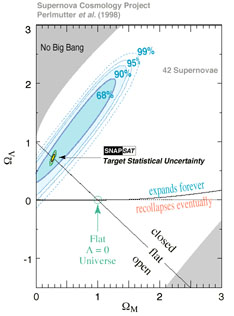 Supernova Cosmology Project
Perlmutter et al. (1998)
3
No Big Bang
99%
95%
90%
42 Supernovae
2
68%
1
ΩΛ
SNAPSAT
Target Statistical Uncertainty
expands forever
0
recollapses eventually
Flat
Λ = 0
Universe
closed
flat
open
-1
0
1
2
3
ΩM